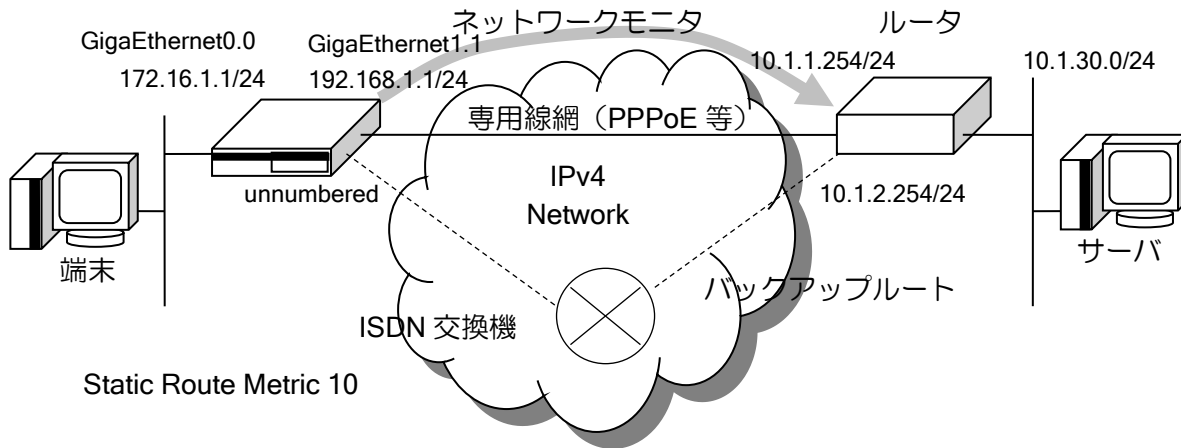 ネットワークモニタ
ルータ
GigaEthernet0.0
GigaEthernet1.1
172.16.1.1/24
192.168.1.1/24
10.1.1.254/24
10.1.30.0/24
専用線網（PPPoE 等）
unnumbered
IPv4
Network
10.1.2.254/24
端末
サーバ
バックアップルート
ISDN 交換機
Static Route Metric 10